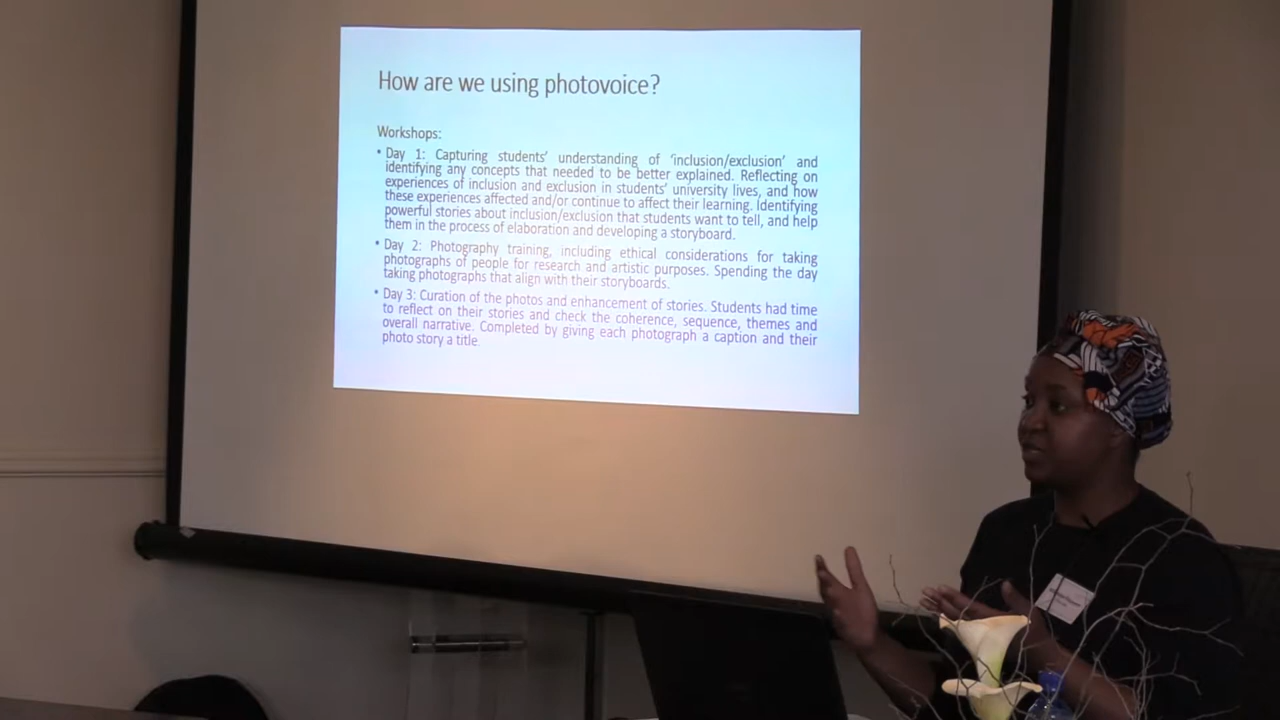 How are we using photovoice?
Workshops:
• Day 1: Capturing students' understanding of 'inclusion/exclusion' and
identifying any concepts that needed to be better explained. Reflecting on
experiences of inclusion and exclusion in students' university lives, and how
these experiences affected and/or continue to affect their learning. Identifying
powerful stories about inclusion/exclusion that students want to tell, and help
them in the process of elaboration and developing a storyboard.
• Day 2: Photography training, including ethical considerations for taking
photographs of people for research and artistic purposes. Spending the day
taking photographs that align with their storyboards.
• Day 3: Curation of the photos and enhancement of stories. Students had time
to reflect on their stories and check the coherence, sequence, themes and
overall narrative. Completed by giving each photograph a caption and their
photo story a title.